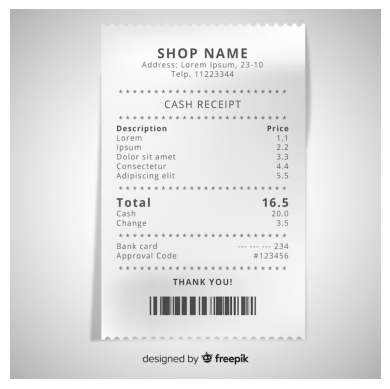 SHOP NAME
Address: Lorem Ipsum, 23-10
Telp. 11223344
* * * * * * * * * * * * * * * * * * * * * * * *
CASH RECEIPT
* * * * * * * * * * * * * * * * * * * * * * * *
Description Price
Lorem 1.1
Ipsum 2.2
Dolor sit amet 3.3
Consectetur 4.4
Adipiscing elit 5.5
* * * * * * * * * * * * * * * * * * * * * * * *
Total 16.5
Cash 20.0
Change 3.5
* * * * * * * * * * * * * * * * * * * * * * * *
Bank card --- --- --- 234
Approval Code #123456
* * * * * * * * * * * * * * * * * * * * * * * *
THANK YOU!
designed by freepik